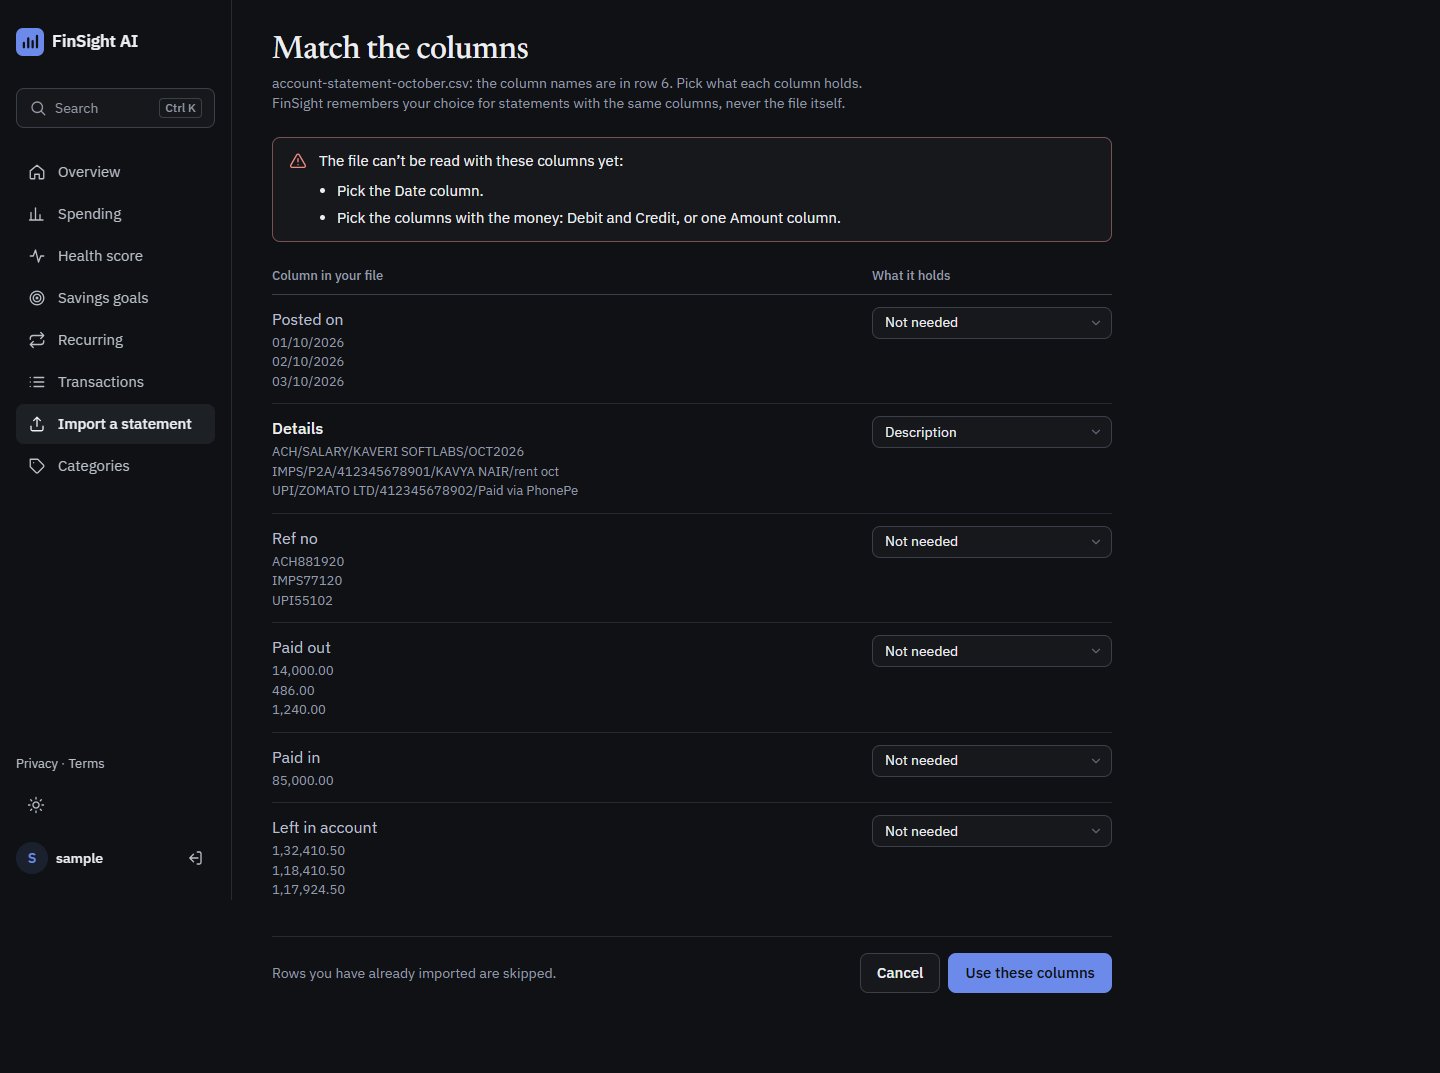 FinSight AI
Search
Ctrl K
Overview
Spending
Health score
Savings goals
Recurring
Transactions
Import a statement
Categories
Privacy · Terms
S
sample
Match the columns
account-statement-october.csv: the column names are in row 6. Pick what each column holds.
FinSight remembers your choice for statements with the same columns, never the file itself.
The file can’t be read with these columns yet:
• Pick the Date column.
• Pick the columns with the money: Debit and Credit, or one Amount column.
Column in your file
What it holds
Posted on
Not needed
01/10/2026
02/10/2026
03/10/2026
Details
Description
ACH/SALARY/KAVERI SOFTLABS/OCT2026
IMPS/P2A/412345678901/KAVYA NAIR/rent oct
UPI/ZOMATO LTD/412345678902/Paid via PhonePe
Ref no
Not needed
ACH881920
IMPS77120
UPI55102
Paid out
Not needed
14,000.00
486.00
1,240.00
Paid in
Not needed
85,000.00
Left in account
Not needed
1,32,410.50
1,18,410.50
1,17,924.50
Rows you have already imported are skipped.
Cancel
Use these columns